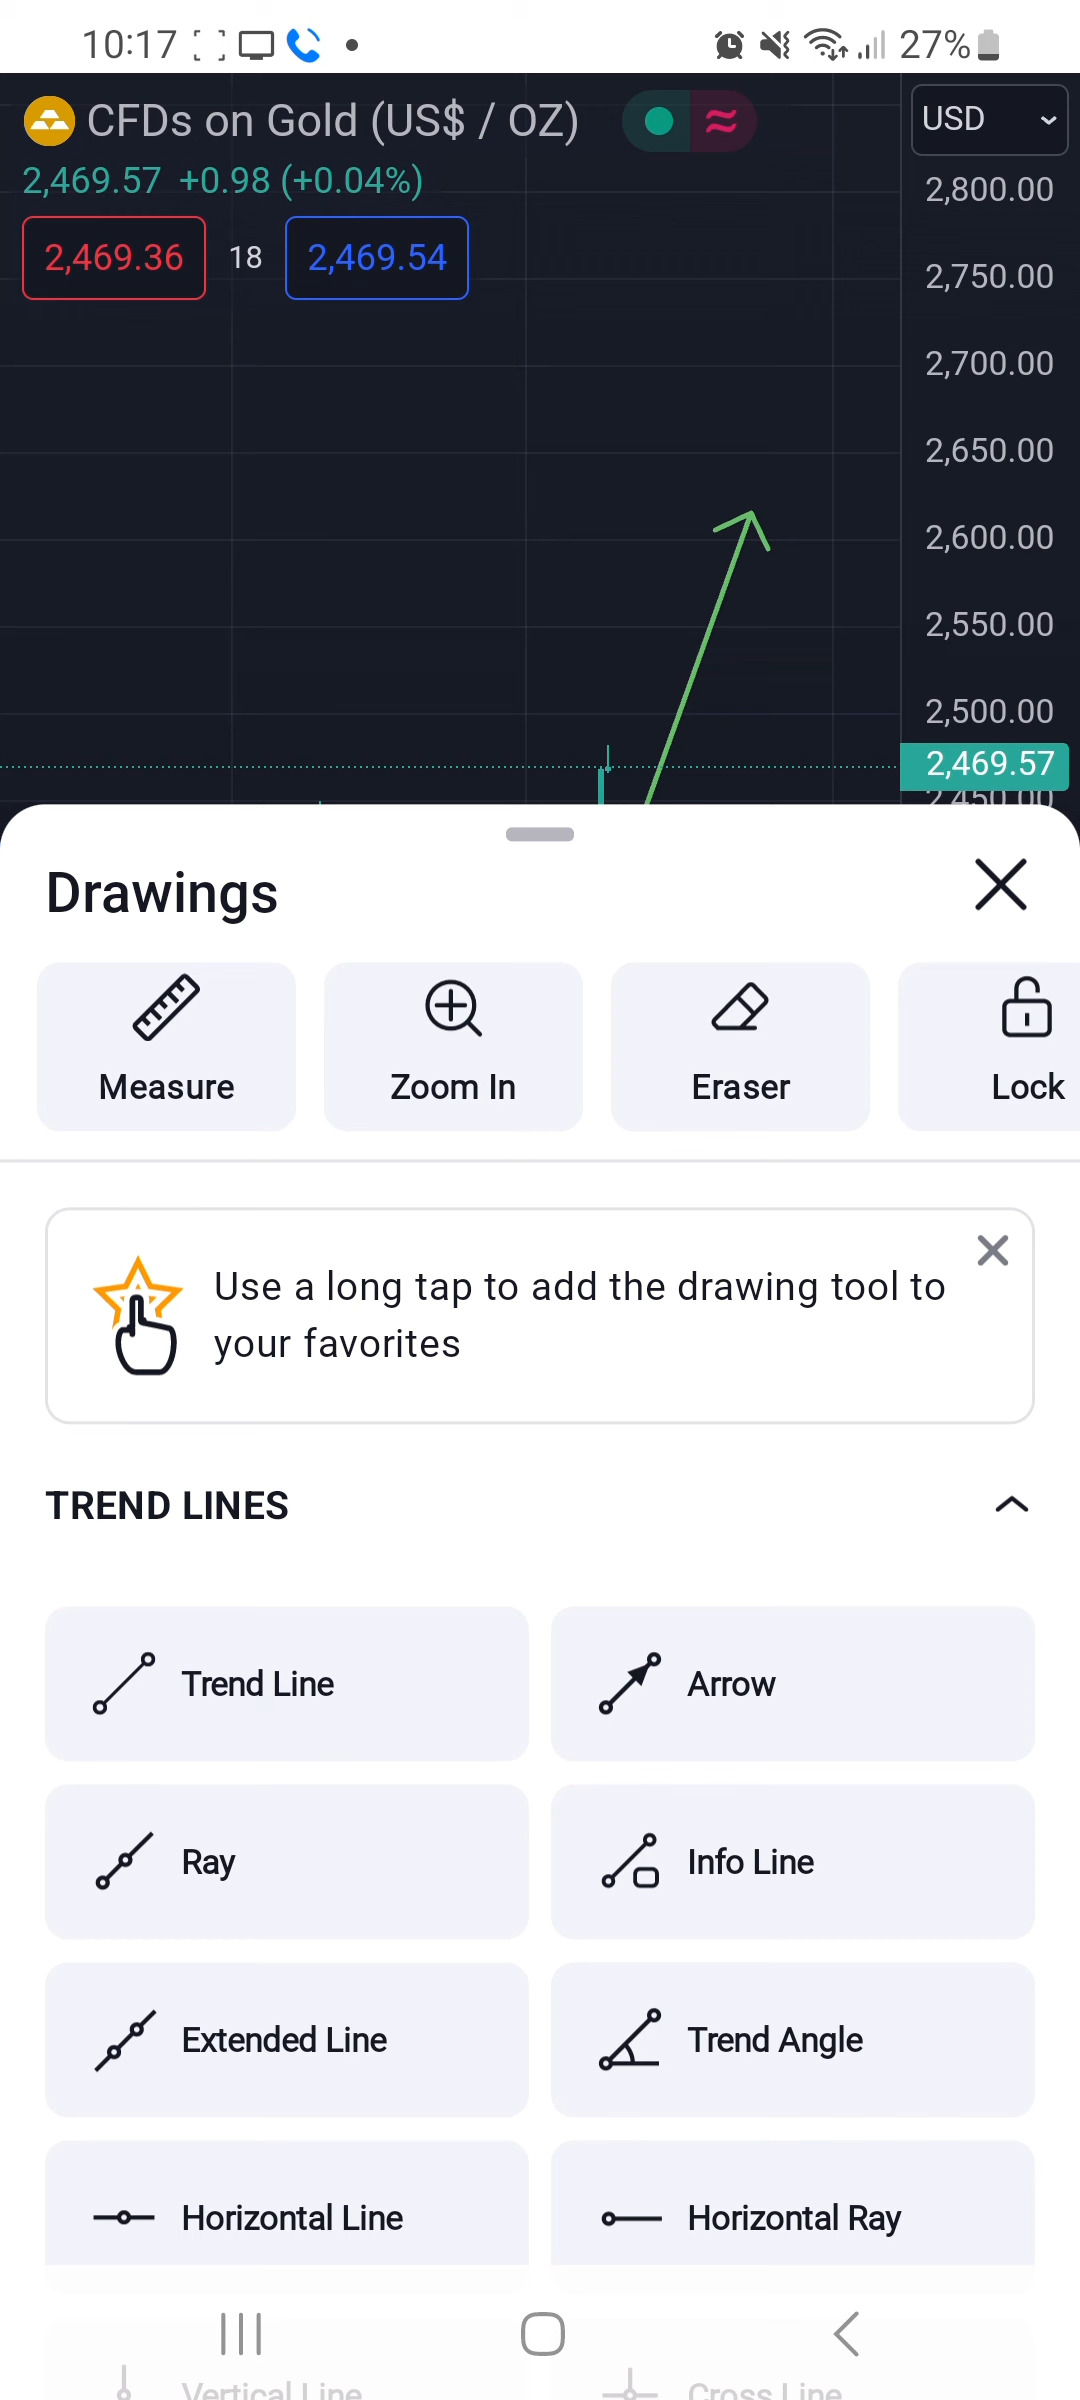 10:17
27%
CFDs on Gold (US$ / OZ)
USD
2,469.57 +0.98 (+0.04%)
2,469.36 18 2,469.54
2,800.00
2,750.00
2,700.00
2,650.00
2,600.00
2,550.00
2,500.00
2,469.57
2,450.00
Drawings
Measure
Zoom In
Eraser
Lock
Use a long tap to add the drawing tool to
your favorites
TREND LINES
Trend Line
Arrow
Ray
Info Line
Extended Line
Trend Angle
Horizontal Line
Horizontal Ray
Vertical Line
Cross Line